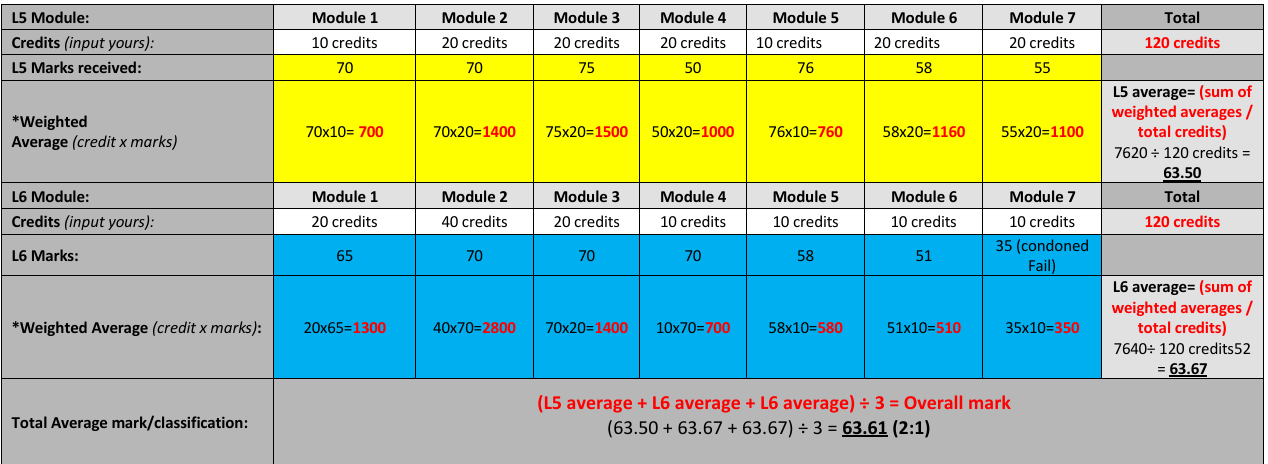 L5 Module: Module 1 Module 2 Module 3 Module 4 Module 5 Module 6 Module 7 Total
Credits (input yours): 10 credits 20 credits 20 credits 20 credits 10 credits 20 credits 20 credits 120 credits
L5 Marks received: 70 70 75 50 76 58 55
*Weighted
Average (credit x marks) 70x10= 700 70x20=1400 75x20=1500 50x20=1000 76x10=760 58x20=1160 55x20=1100
L5 average= (sum of
weighted averages /
total credits)
7620 ÷ 120 credits =
63.50
L6 Module: Module 1 Module 2 Module 3 Module 4 Module 5 Module 6 Module 7 Total
Credits (input yours): 20 credits 40 credits 20 credits 10 credits 10 credits 10 credits 10 credits 120 credits
L6 Marks: 65 70 70 70 58 51 35 (condoned
Fail)
*Weighted Average (credit x marks): 20x65=1300 40x70=2800 70x20=1400 10x70=700 58x10=580 51x10=510 35x10=350
L6 average= (sum of
weighted averages /
total credits)
7640÷ 120 credits52
= 63.67
Total Average mark/classification:
(L5 average + L6 average + L6 average) ÷ 3 = Overall mark
(63.50 + 63.67 + 63.67) ÷ 3 = 63.61 (2:1)